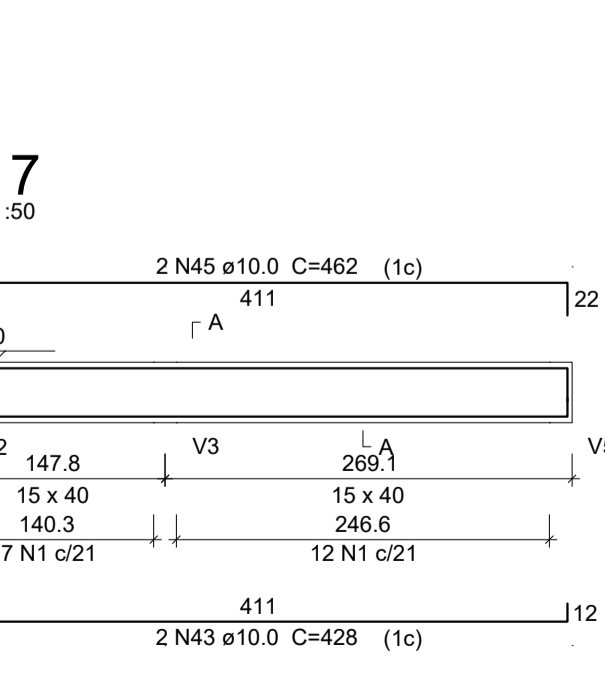 7
:50
2 N45 ø10.0 C=462 (1c)
411
22
A
0
2
V3
A
V5
147.8
269.1
15 x 40
15 x 40
140.3
246.6
7 N1 c/21
12 N1 c/21
411
12
2 N43 ø10.0 C=428 (1c)